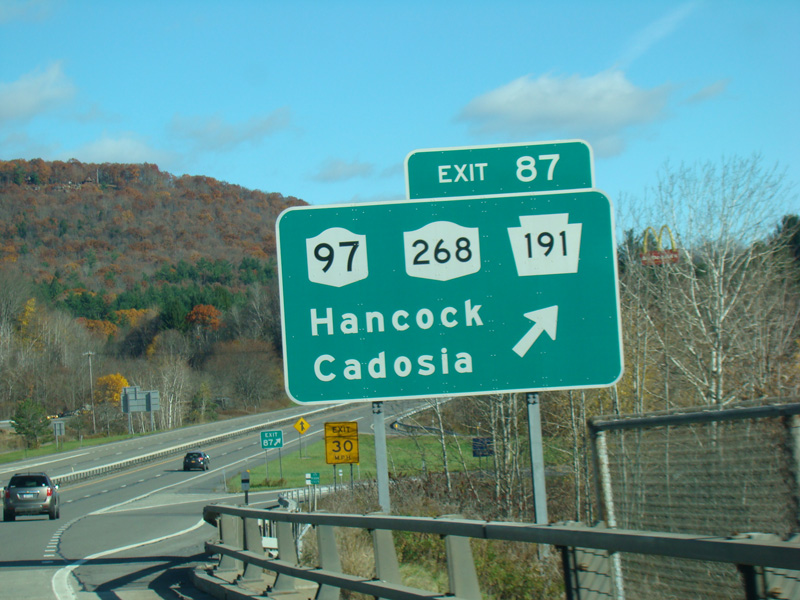 EXIT 87
97 268 191
Hancock
Cadosia
EXIT
87
EXIT
30
M.P.H.